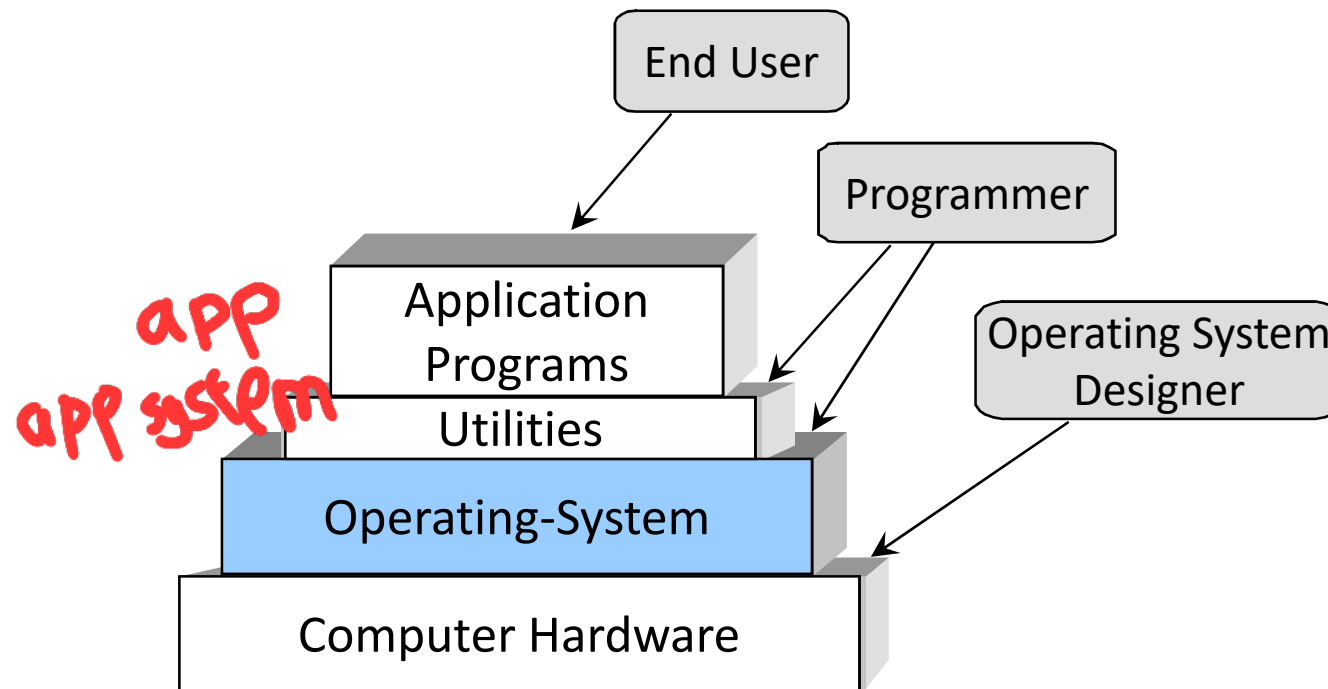 End User
Programmer
Application
Programs
app
Operating System
Designer
app system
Utilities
Operating-System
Computer Hardware